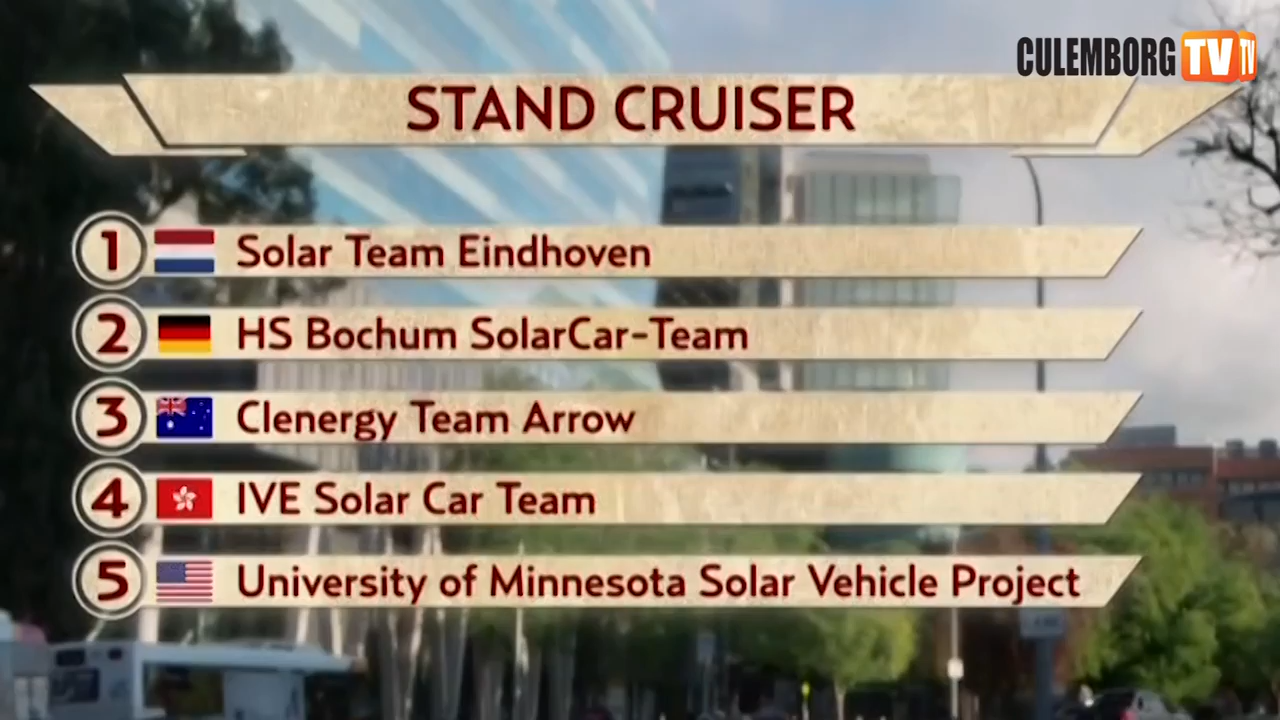 CULEMBORG TV TV
STAND CRUISER
1 Solar Team Eindhoven
2 HS Bochum SolarCar-Team
3 Clenergy Team Arrow
4 IVE Solar Car Team
5 University of Minnesota Solar Vehicle Project